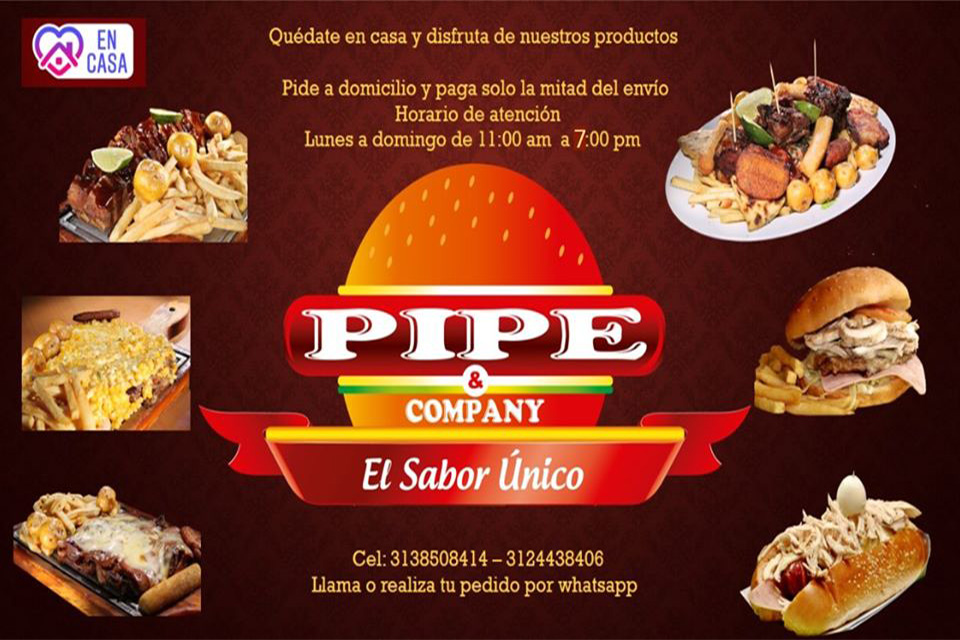 EN
CASA
Quédate en casa y disfruta de nuestros productos
Pide a domicilio y paga solo la mitad del envío
Horario de atención
Lunes a domingo de 11:00 am a 7:00 pm
PIPE
&
COMPANY
El Sabor Único
Cel: 3138508414 – 3124438406
Llama o realiza tu pedido por whatsapp